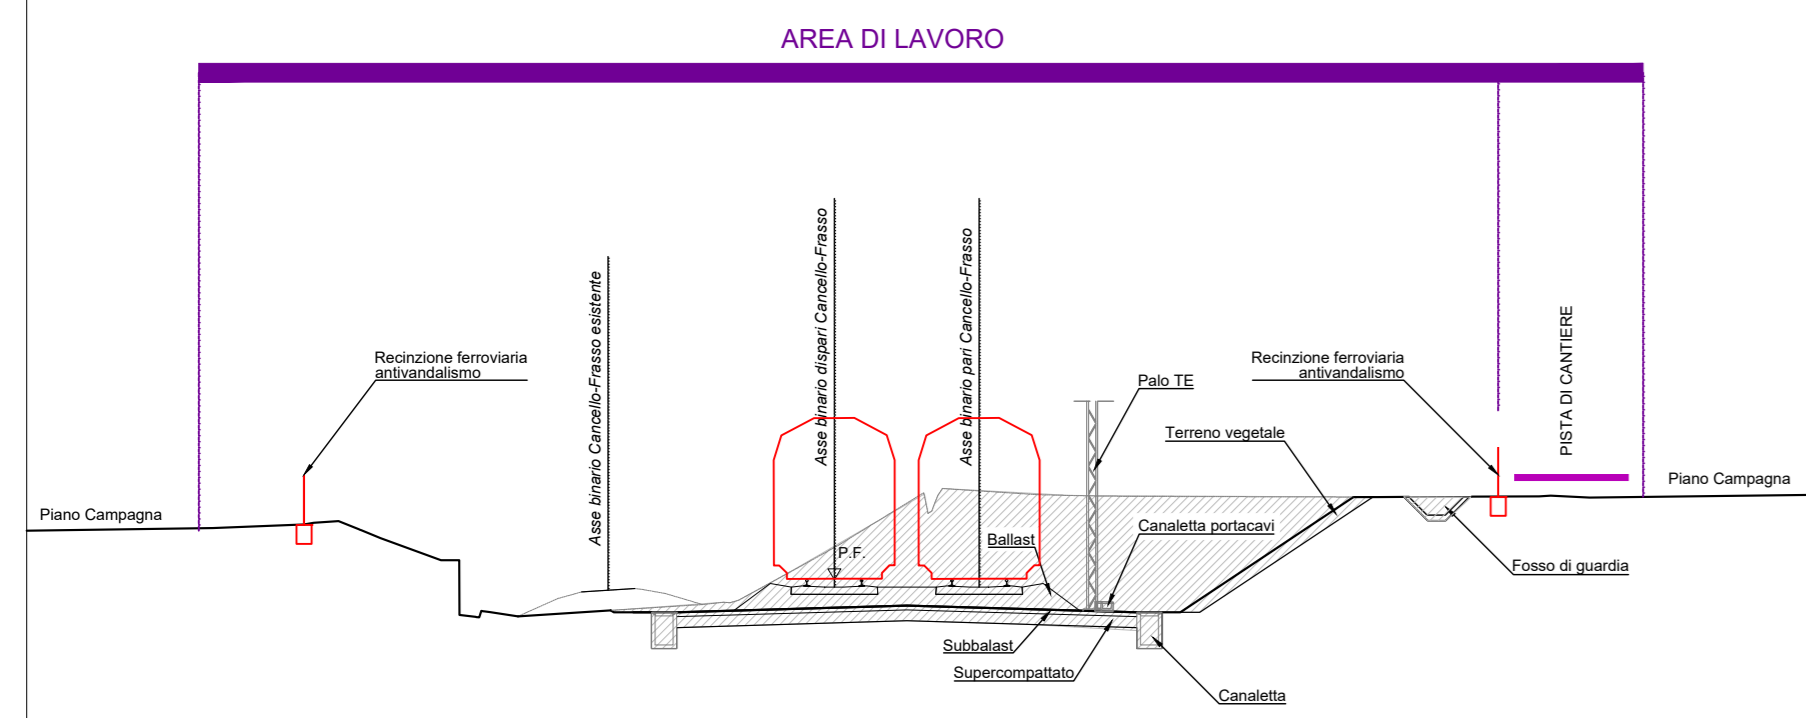 AREA DI LAVORO
Asse binario Cancello-Frasso esistente
Asse binario dispari Cancello-Frasso
Asse binario pari Cancello-Frasso
PISTA DI CANTIERE
Recinzione ferroviaria
antivandalismo
Recinzione ferroviaria
antivandalismo
Palo TE
Terreno vegetale
Piano Campagna
Piano Campagna
Canaletta portacavi
Ballast
P.F.
Fosso di guardia
Subbalast
Supercompattato
Canaletta